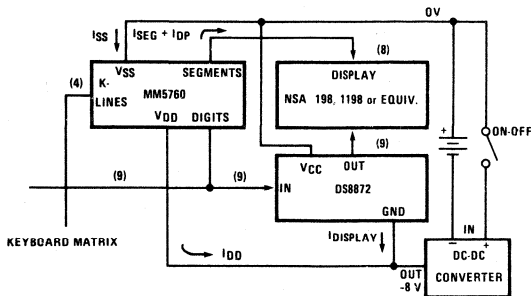 0V
ISS
ISEG + IDP
(8)
VSS
SEGMENTS
(4)
K-
LINES
MM5760
VDD
DIGITS
DISPLAY
NSA 198, 1198 or EQUIV.
+
ON-OFF
(9)
VCC
OUT
DS8872
(9)
(9)
IN
GND
KEYBOARD MATRIX
IDISPLAY
IDD
IN
–
+
OUT
-8 V
DC-DC
CONVERTER